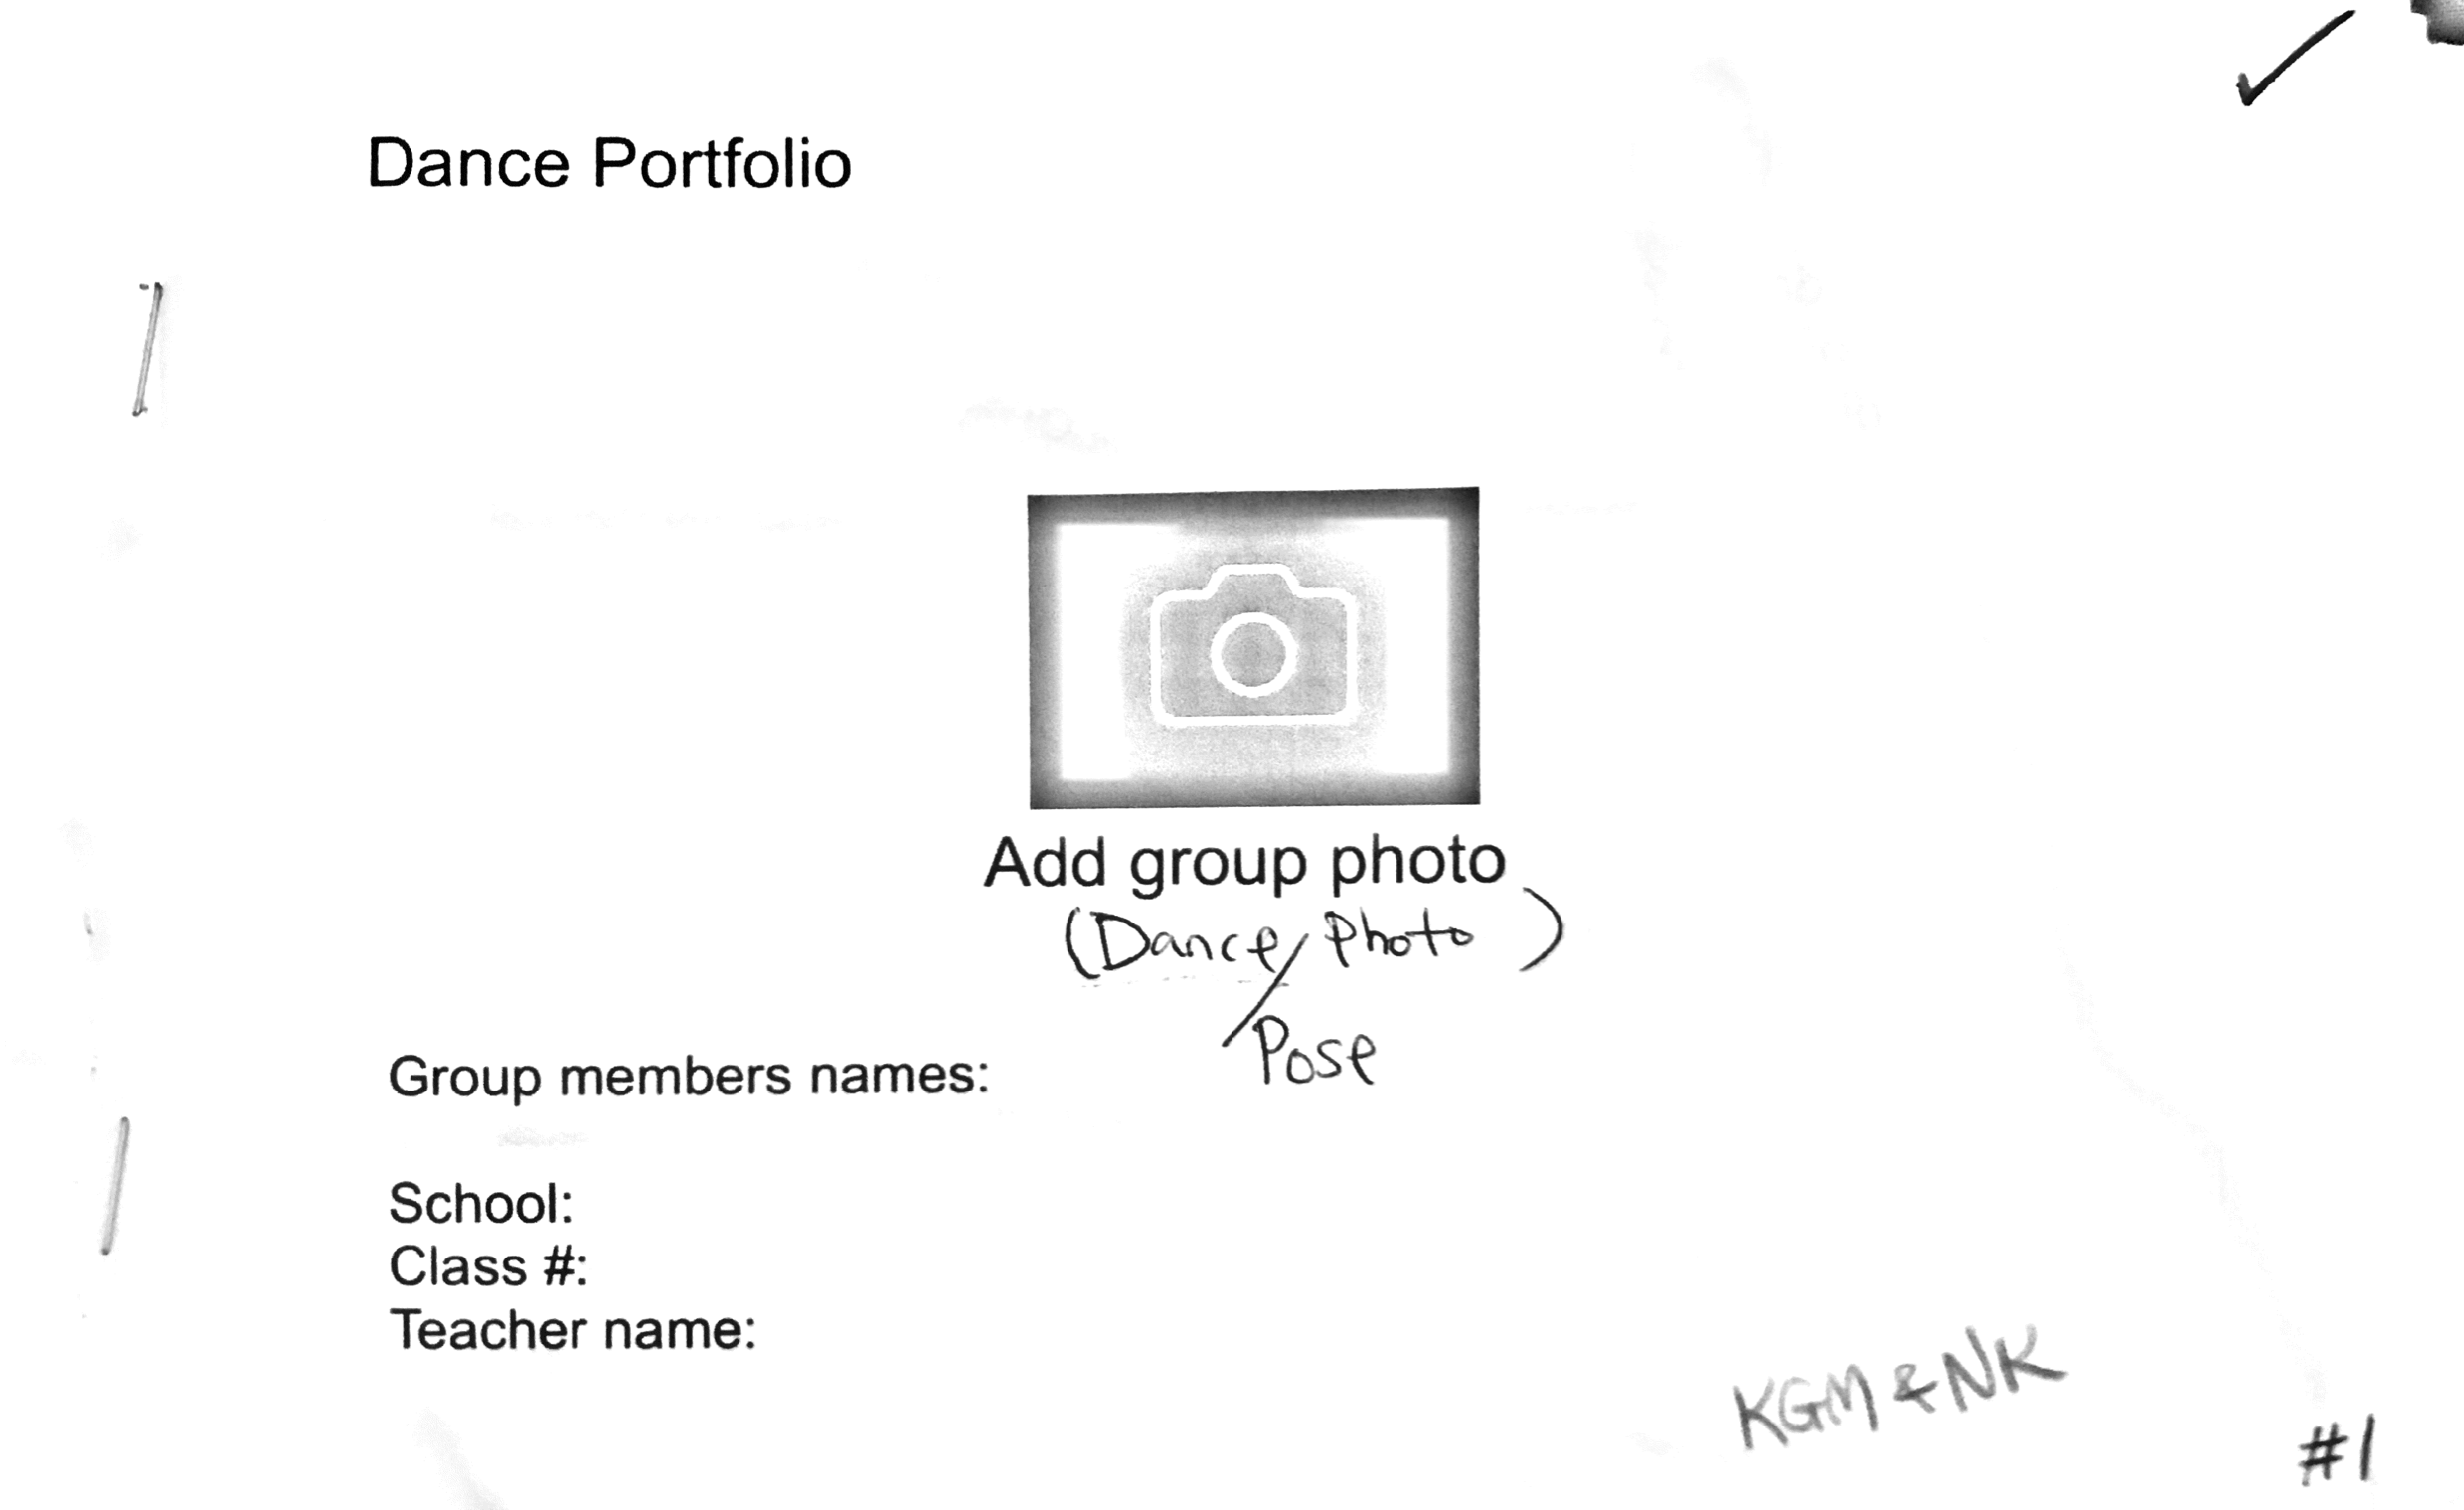 Dance Portfolio
Add group photo
(Dance/Photo)
Pose
Group members names:
School:
Class #:
Teacher name:
KGM & NK
#1